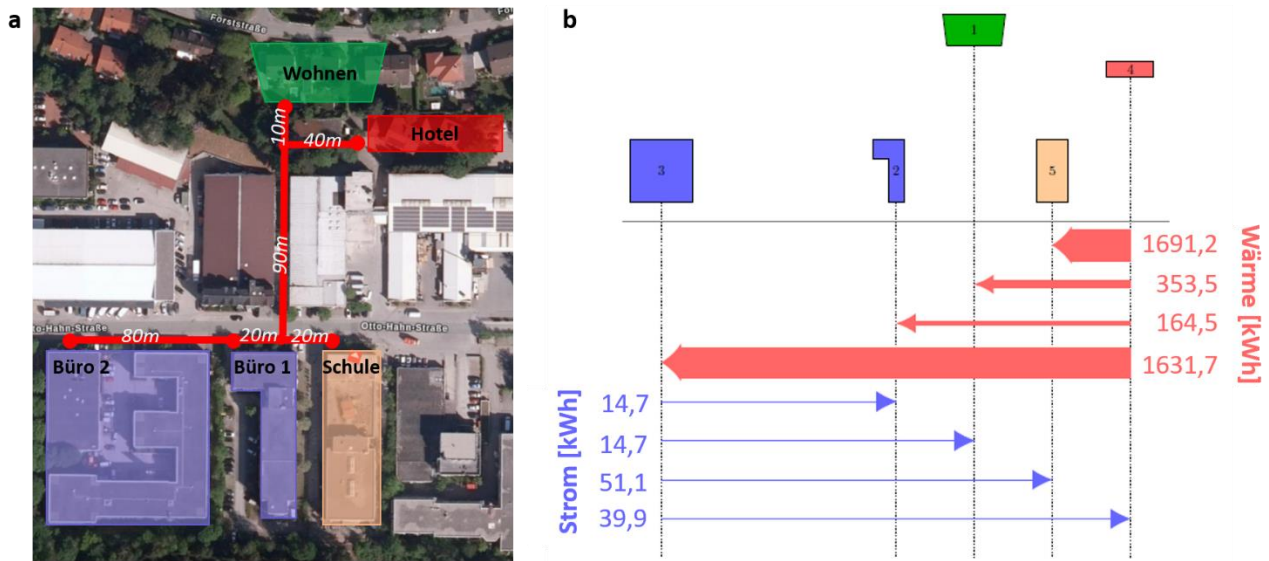 a
Forststraße
Wohnen
10m
40m
Hotel
90m
tto-Hahn-Straße
Otto-Hahn-Straße
80m
20m
20m
Büro 2
Büro 1
Schule
b
1
4
3
2
5
1691,2
353,5
164,5
1631,7
Wärme [kWh]
Strom [kWh]
14,7
14,7
51,1
39,9